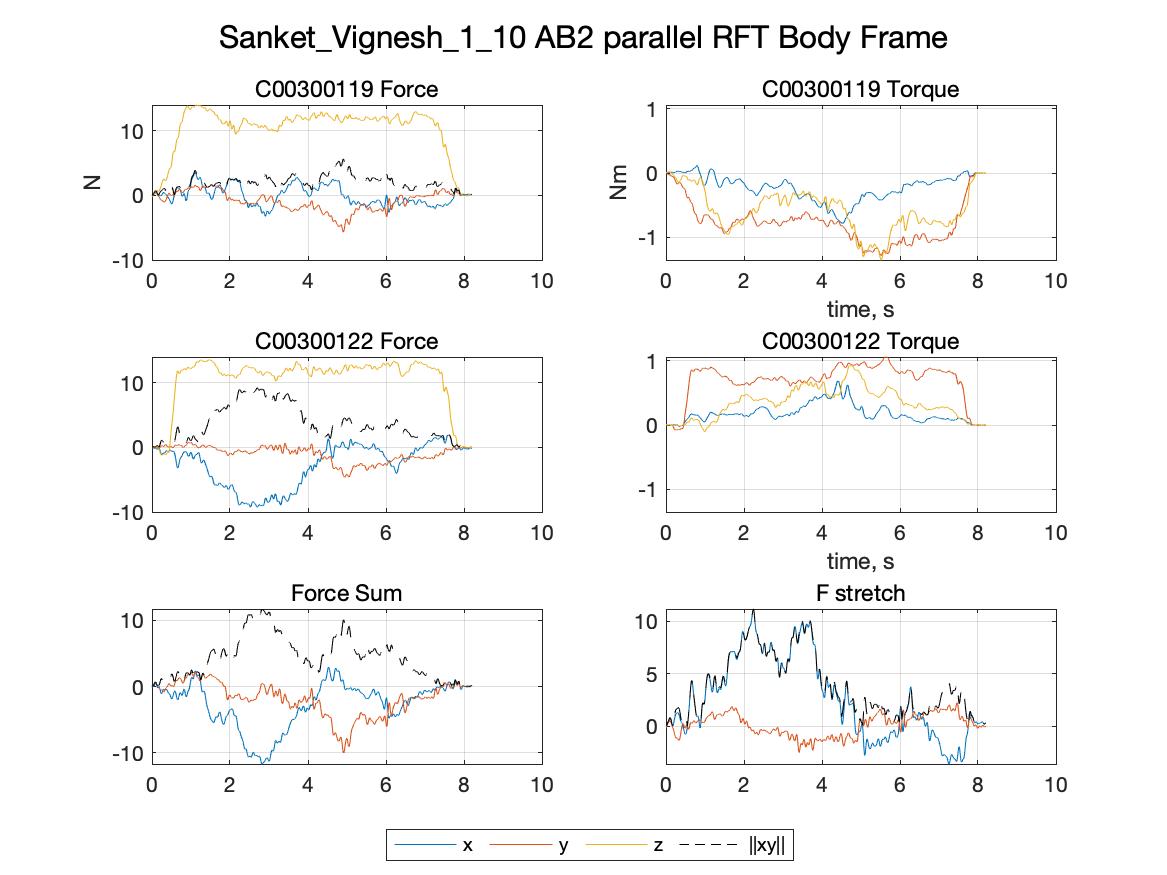 Sanket_Vignesh_1_10 AB2 parallel RFT Body Frame
C00300119 Force
10
0
-10
N
0 2 4 6 8 10
C00300119 Torque
1
0
-1
Nm
0 2 4 6 8 10
time, s
C00300122 Force
10
0
-10
0 2 4 6 8 10
C00300122 Torque
1
0
-1
0 2 4 6 8 10
time, s
Force Sum
10
0
-10
0 2 4 6 8 10
F stretch
10
5
0
0 2 4 6 8 10
x y z ||xy||